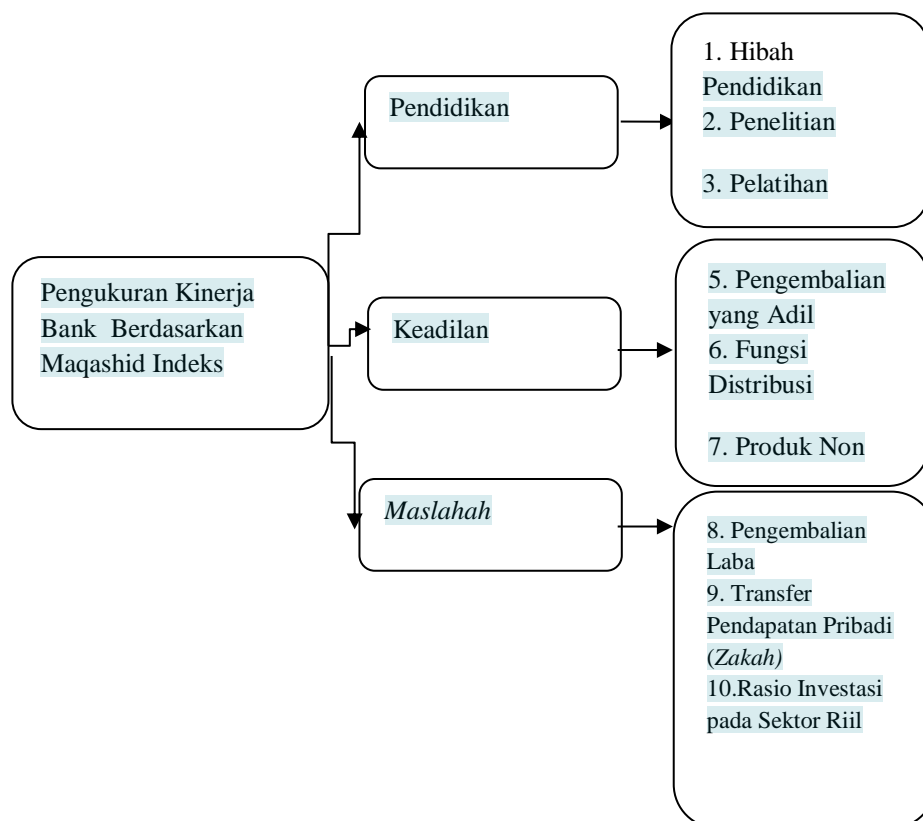 Pengukuran Kinerja
Bank Berdasarkan
Maqashid Indeks
Pendidikan
1. Hibah
Pendidikan
2. Penelitian
3. Pelatihan
Keadilan
5. Pengembalian
yang Adil
6. Fungsi
Distribusi
7. Produk Non
Maslahah
8. Pengembalian
Laba
9. Transfer
Pendapatan Pribadi
(Zakah)
10.Rasio Investasi
pada Sektor Riil